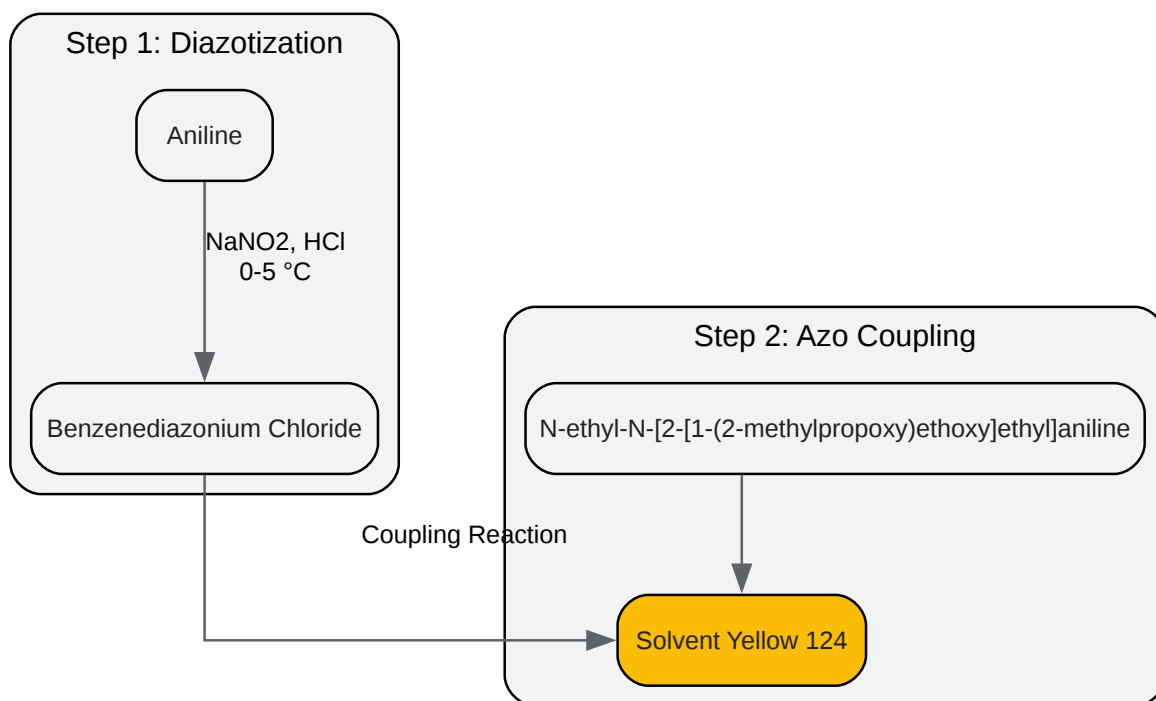 Step 1: Diazotization
Aniline
NaNO2, HCl
0-5 °C
Benzenediazonium Chloride
Step 2: Azo Coupling
N-ethyl-N-[2-[1-(2-methylpropoxy)ethoxy]ethyl]aniline
Coupling Reaction
Solvent Yellow 124